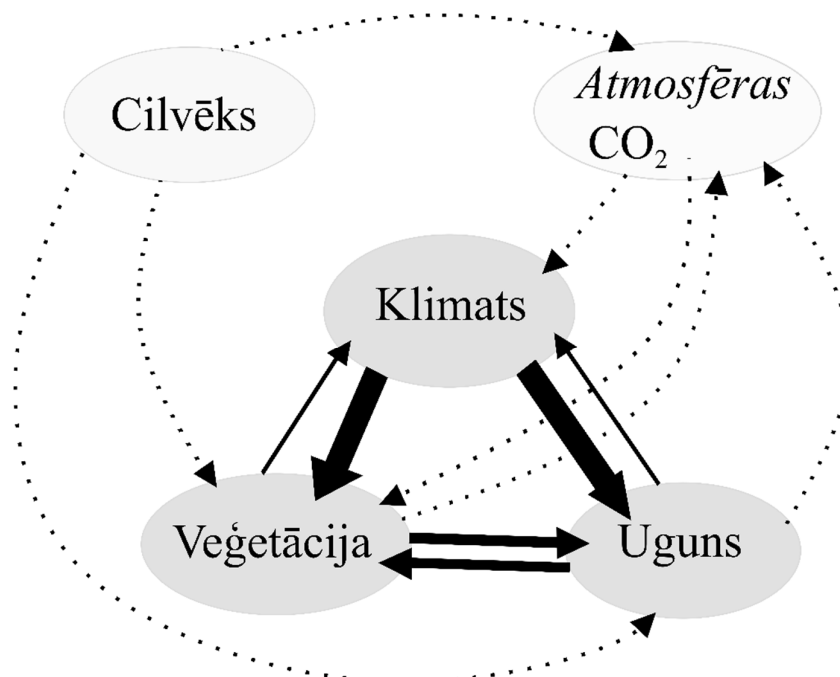 Cilvēks
Atmosfēras
CO₂
Klimats
Veģetācija
Uguns